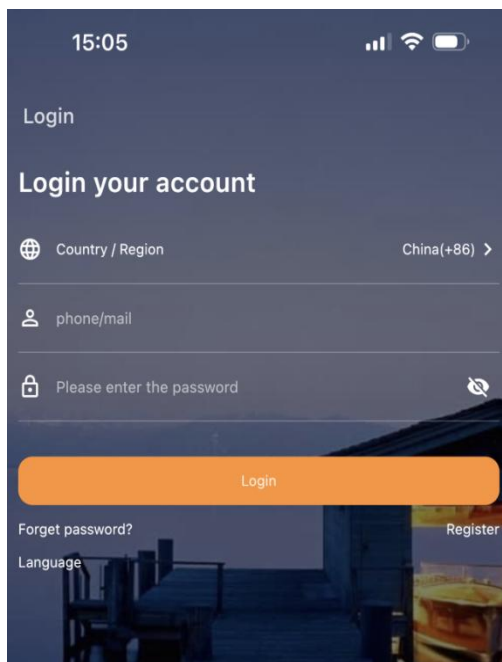 15:05
Login
Login your account
Country / Region China(+86)
phone/mail
Please enter the password
Login
Forget password? Register
Language